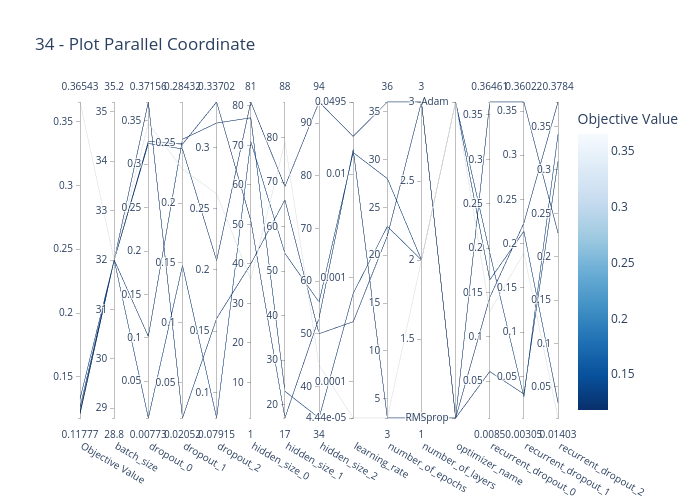 34 - Plot Parallel Coordinate
0.36543 35.2 0.37156 0.28432 0.33702 81 88 94 0.0495 36 3 3 Adam 0.36461 0.36022 0.3784
0.35 0.3 0.25 0.2 0.15
35 34 33 32 31 30 29
0.35 0.3 0.25 0.2 0.15 0.1 0.05
0.25 0.2 0.15 0.1 0.05
0.3 0.25 0.2 0.15 0.1
80 70 60 50 40 30 20 10
80 70 60 50 40 30 20
90 80 70 60 50 40
0.01 0.001 0.0001
35 30 25 20 15 10 5
2.5 2 1.5
RMSprop
0.35 0.3 0.25 0.2 0.15 0.1 0.05
0.35 0.3 0.25 0.2 0.15 0.1 0.05
0.35 0.3 0.25 0.2 0.15 0.1 0.05
0.11777 28.8 0.00773 0.02052 0.07915 1 17 34 4.44e-05 3 1 0.0085 0.00305 0.01403
Objective Value
batch_size
dropout_0
dropout_1
dropout_2
hidden_size_0
hidden_size_1
hidden_size_2
learning_rate
number_of_epochs
number_of_layers
optimizer_name
recurrent_dropout_0
recurrent_dropout_1
recurrent_dropout_2
Objective Value
0.35
0.3
0.25
0.2
0.15